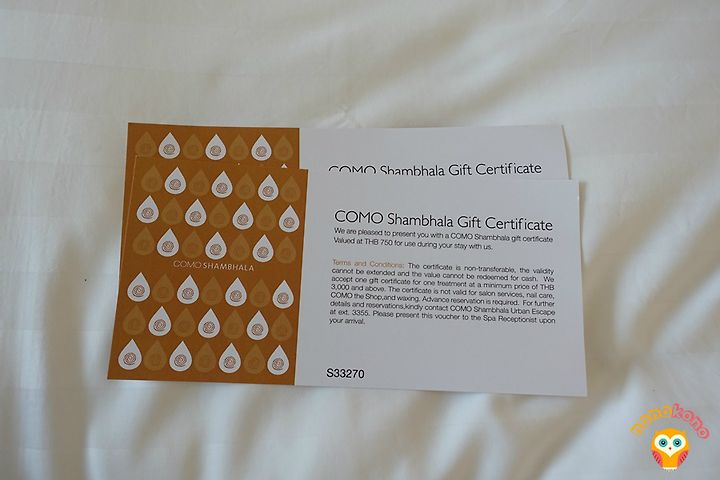 COMO Shambhala Gift Certificate
COMO Shambhala Gift Certificate
We are pleased to present you with a COMO Shambhala gift certificate
Valued at THB 750 for use during your stay with us.
Terms and Conditions: The certificate is non-transferable, the validity
cannot be extended and the value cannot be redeemed for cash. We
accept one gift certificate for one treatment at a minimum price of THB
3,000 and above. The certificate is not valid for salon services, nail care,
COMO the Shop,and waxing. Advance reservation is required. For further
details and reservations,kindly contact COMO Shambhala Urban Escape
at ext. 3355. Please present this voucher to the Spa Receptionist upon
your arrival.
S33270
COMO SHAMBHALA
nonokono